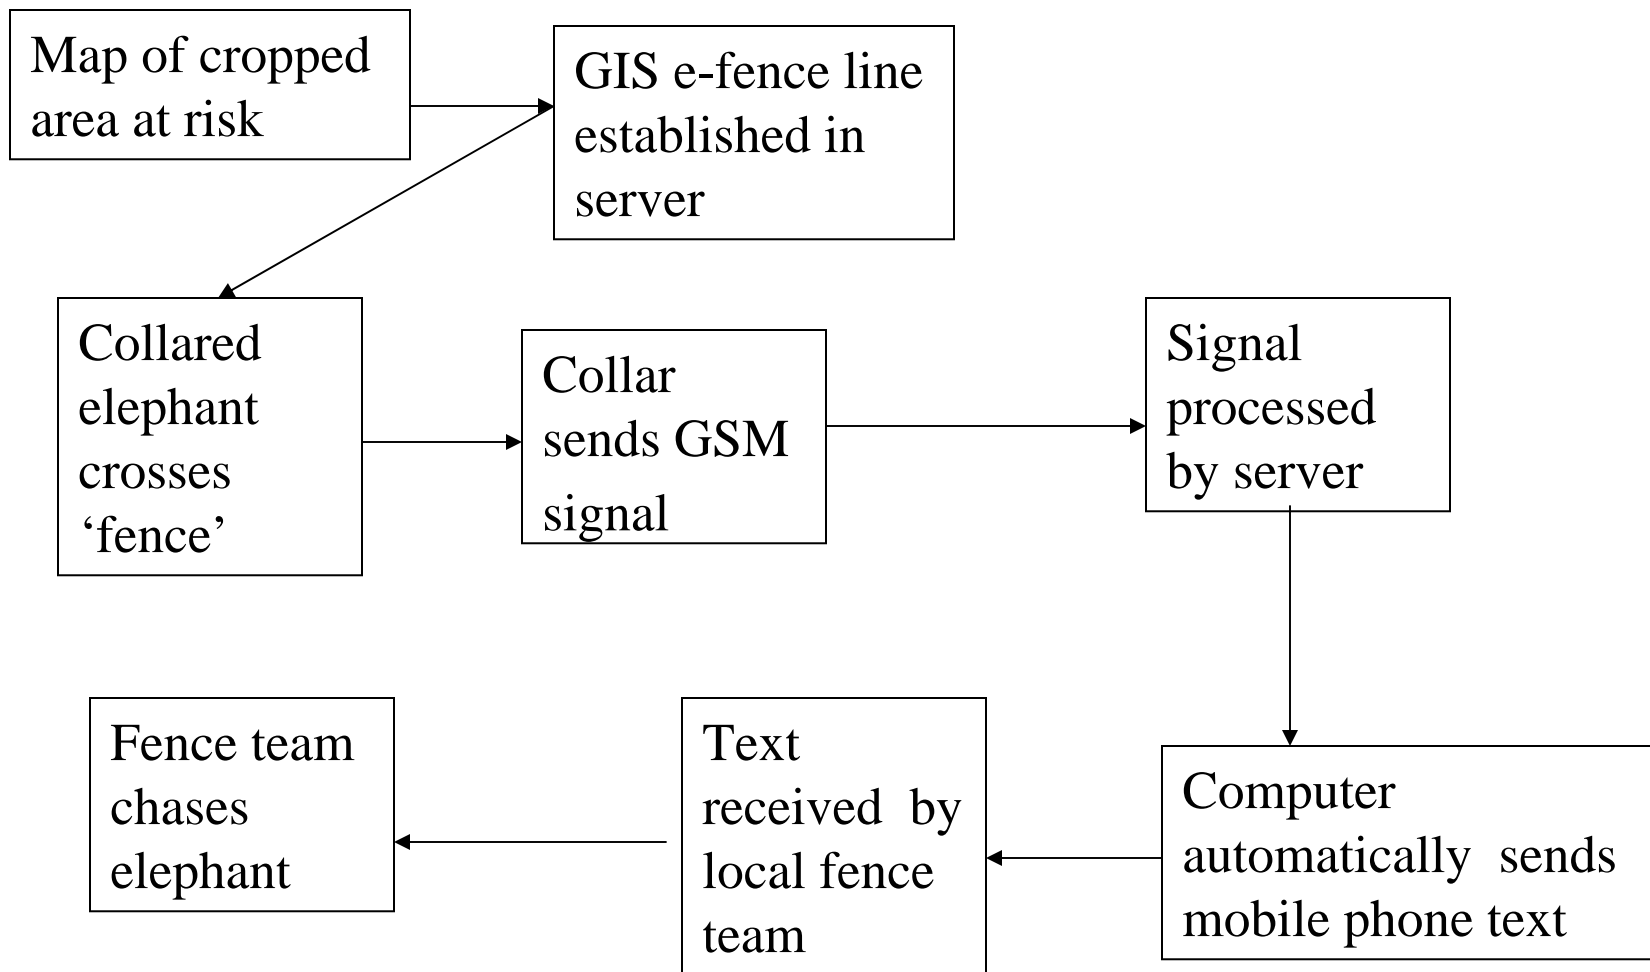 Map of cropped
area at risk
GIS e-fence line
established in
server
Collared
elephant
crosses
‘fence’
Collar
sends GSM
signal
Signal
processed
by server
Computer
automatically sends
mobile phone text
Text
received by
local fence
team
Fence team
chases
elephant